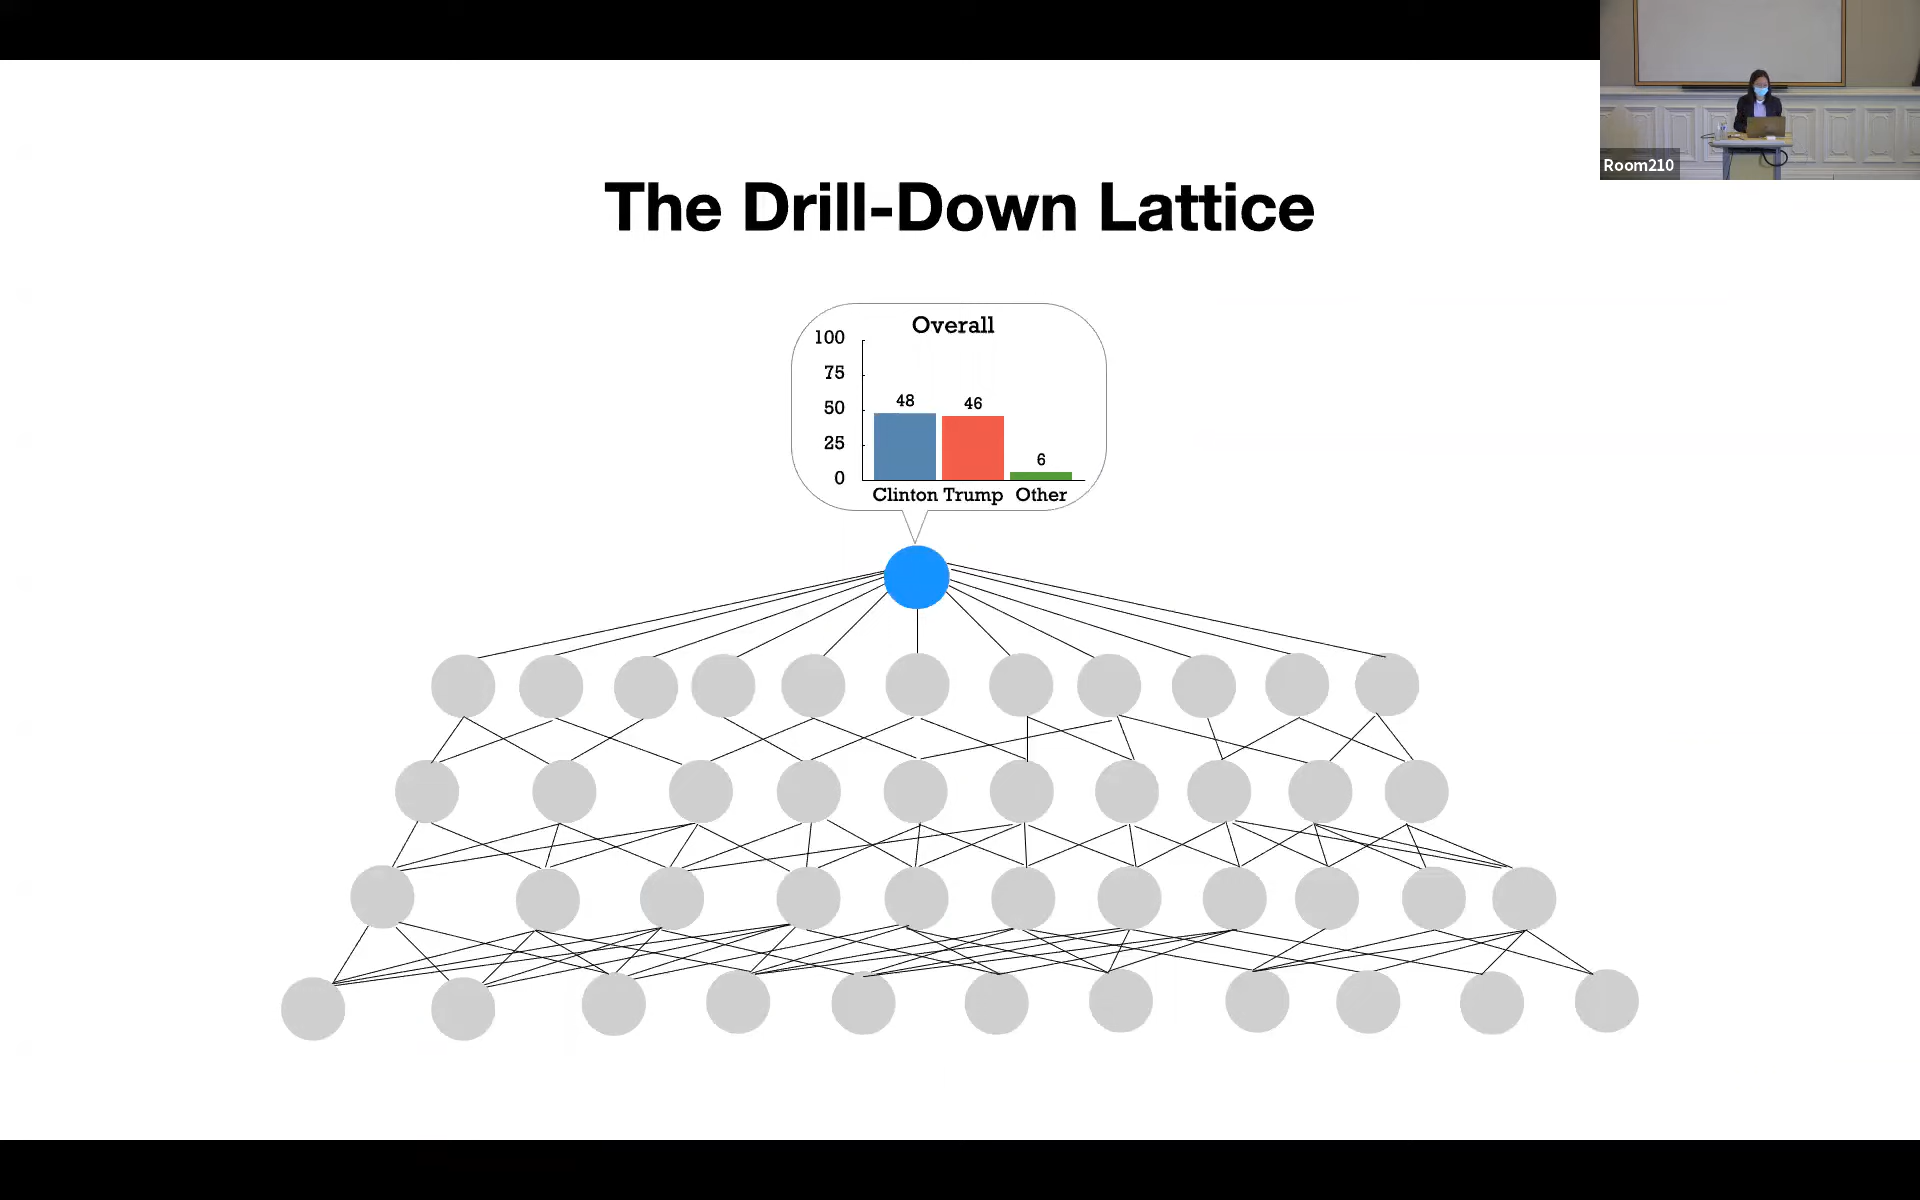 Room210
The Drill-Down Lattice
Overall
100
75
50
25
0
48
46
6
Clinton Trump Other